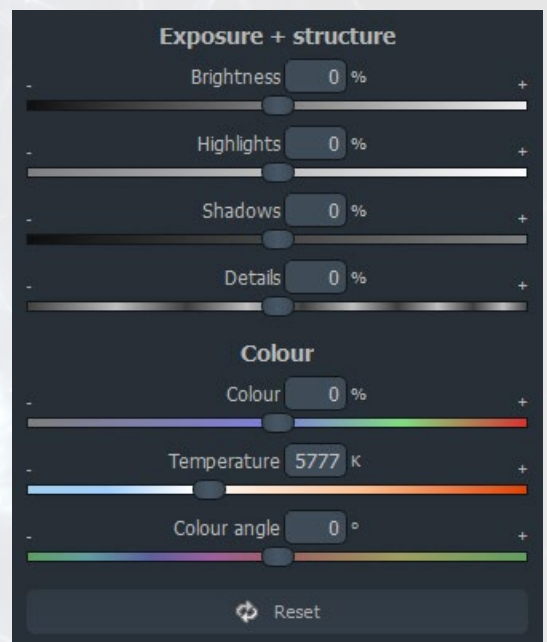 Exposure + structure
Brightness 0 %
- +
Highlights 0 %
- +
Shadows 0 %
- +
Details 0 %
- +
Colour
Colour 0 %
- +
Temperature 5777 K
- +
Colour angle 0 °
- +
Reset